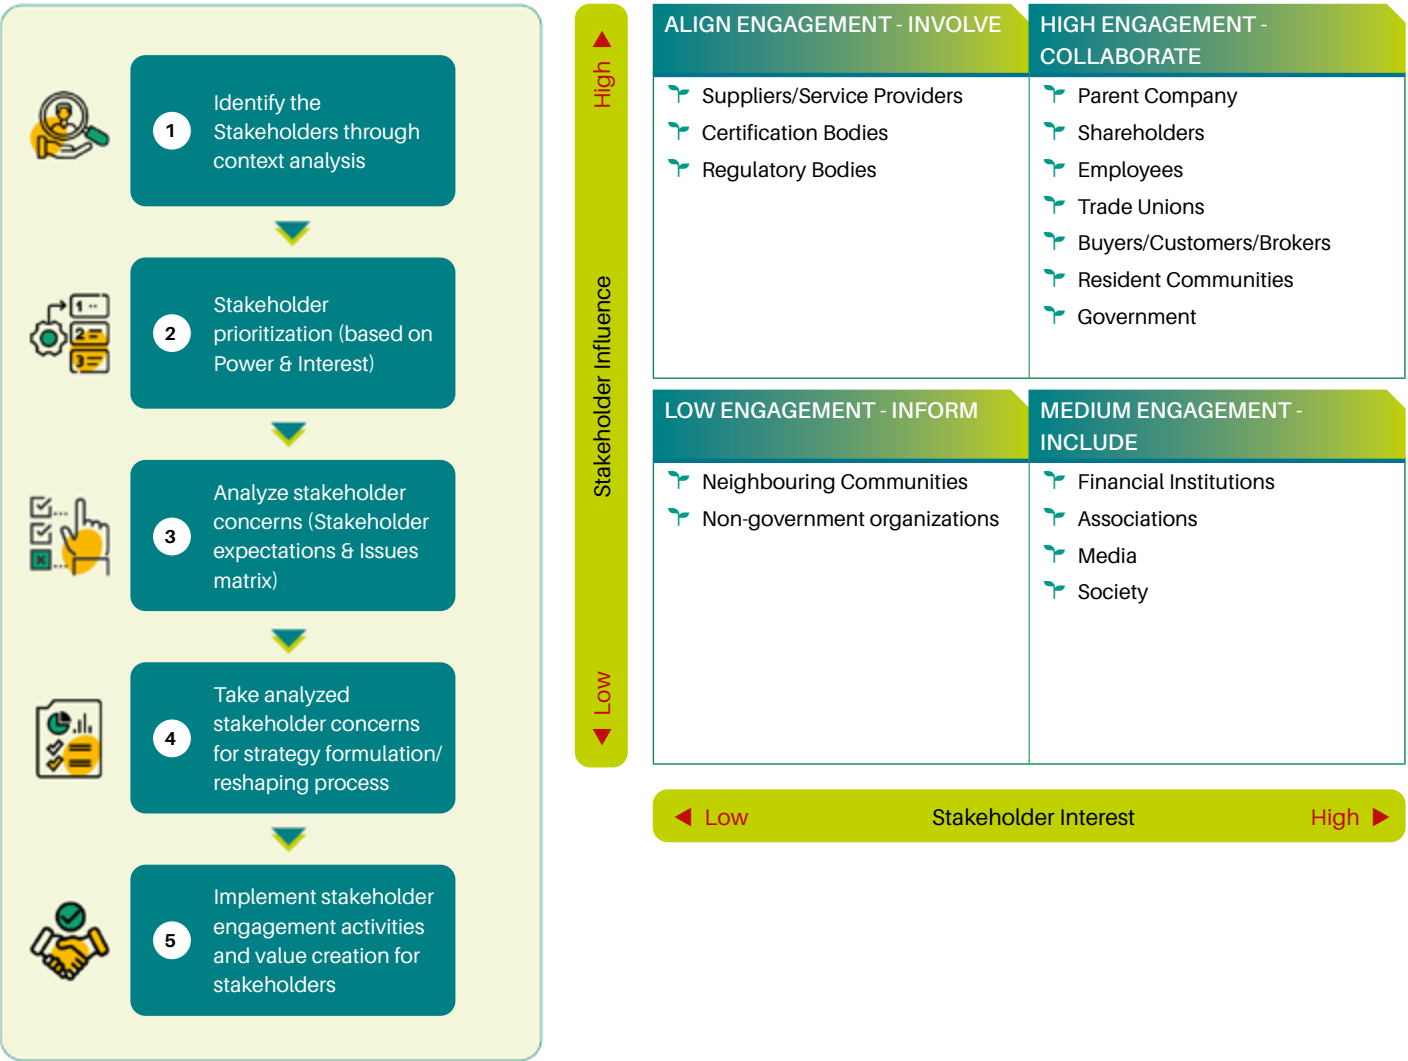 1
Identify the
Stakeholders through
context analysis
1
2
3
2
Stakeholder
prioritization (based on
Power & Interest)
3
Analyze stakeholder
concerns (Stakeholder
expectations & Issues
matrix)
4
Take analyzed
stakeholder concerns
for strategy formulation/
reshaping process
5
Implement stakeholder
engagement activities
and value creation for
stakeholders
High
Stakeholder Influence
Low
ALIGN ENGAGEMENT - INVOLVE
Suppliers/Service Providers
Certification Bodies
Regulatory Bodies
HIGH ENGAGEMENT -
COLLABORATE
Parent Company
Shareholders
Employees
Trade Unions
Buyers/Customers/Brokers
Resident Communities
Government
LOW ENGAGEMENT - INFORM
Neighbouring Communities
Non-government organizations
MEDIUM ENGAGEMENT -
INCLUDE
Financial Institutions
Associations
Media
Society
Low
Stakeholder Interest
High